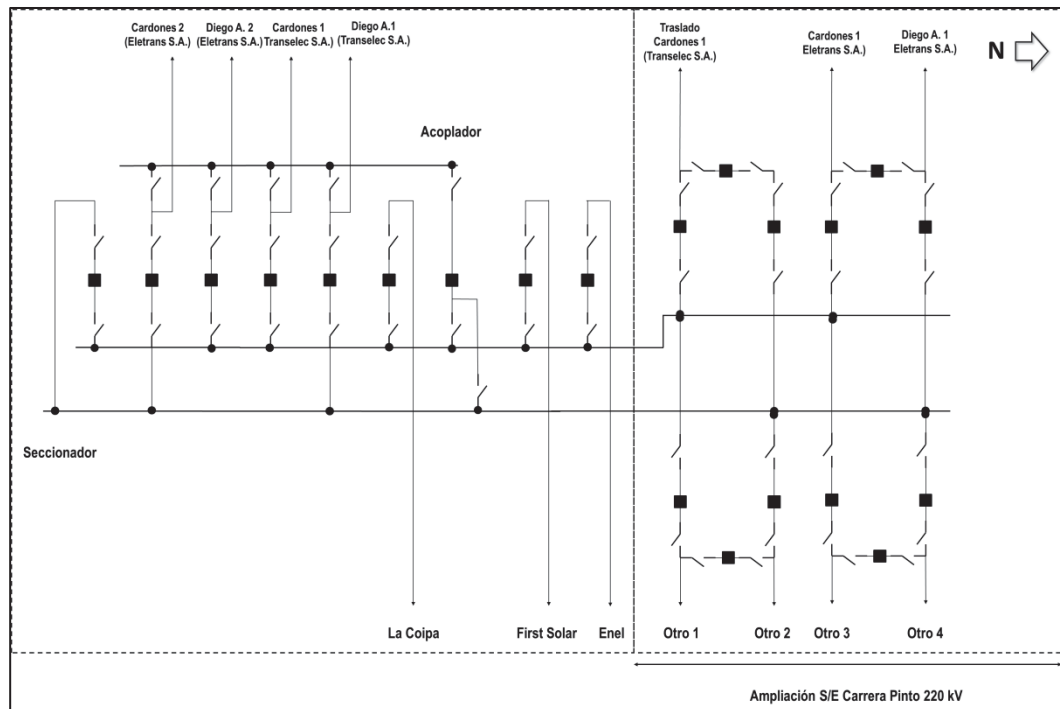 Cardones 2
(Eletrans S.A.)
Diego A. 2
(Eletrans S.A.)
Cardones 1
Transelec S.A.)
Diego A.1
(Transelec S.A.)
Traslado
Cardones 1
(Transelec S.A.)
Cardones 1
Eletrans S.A.)
Diego A. 1
Eletrans S.A.)
N
Acoplador
Seccionador
La Coipa
First Solar
Enel
Otro 1
Otro 2
Otro 3
Otro 4
Ampliación S/E Carrera Pinto 220 kV